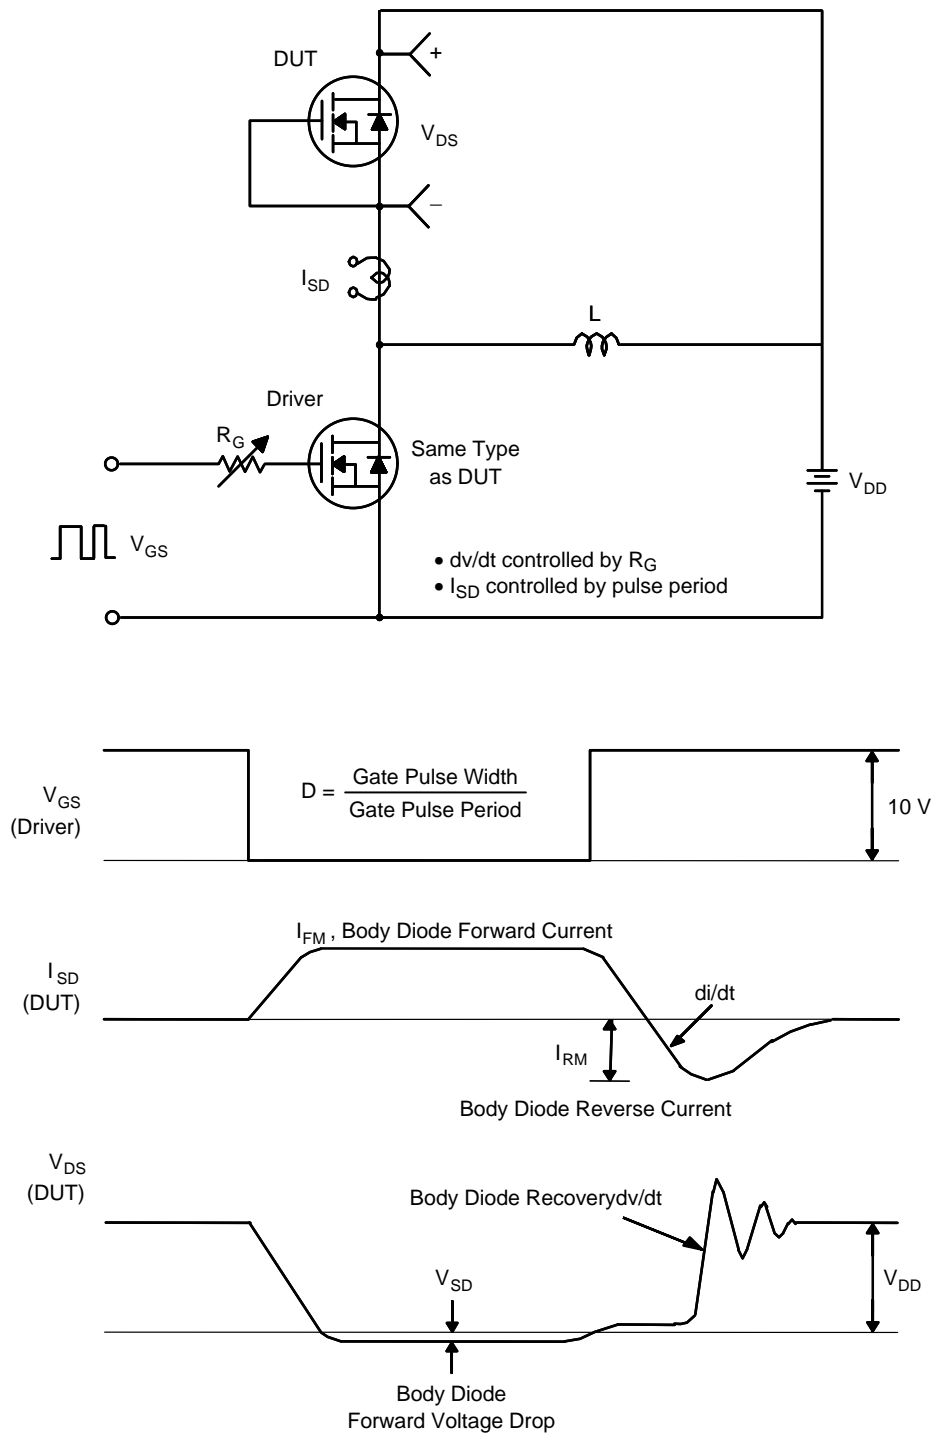 DUT
+
V_DS
−
I_SD
L
Driver
R_G
Same Type
as DUT
V_DD
V_GS
• dv/dt controlled by R_G
• I_SD controlled by pulse period
V_GS
(Driver)
D = Gate Pulse Width
Gate Pulse Period
10 V
I_FM , Body Diode Forward Current
I_SD
(DUT)
di/dt
I_RM
Body Diode Reverse Current
V_DS
(DUT)
Body Diode Recoverydv/dt
V_SD
V_DD
Body Diode
Forward Voltage Drop